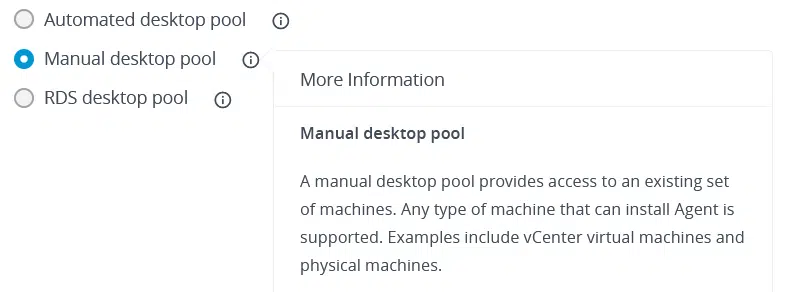 Automated desktop pool
Manual desktop pool
RDS desktop pool
More Information
Manual desktop pool
A manual desktop pool provides access to an existing set
of machines. Any type of machine that can install Agent is
supported. Examples include vCenter virtual machines and
physical machines.